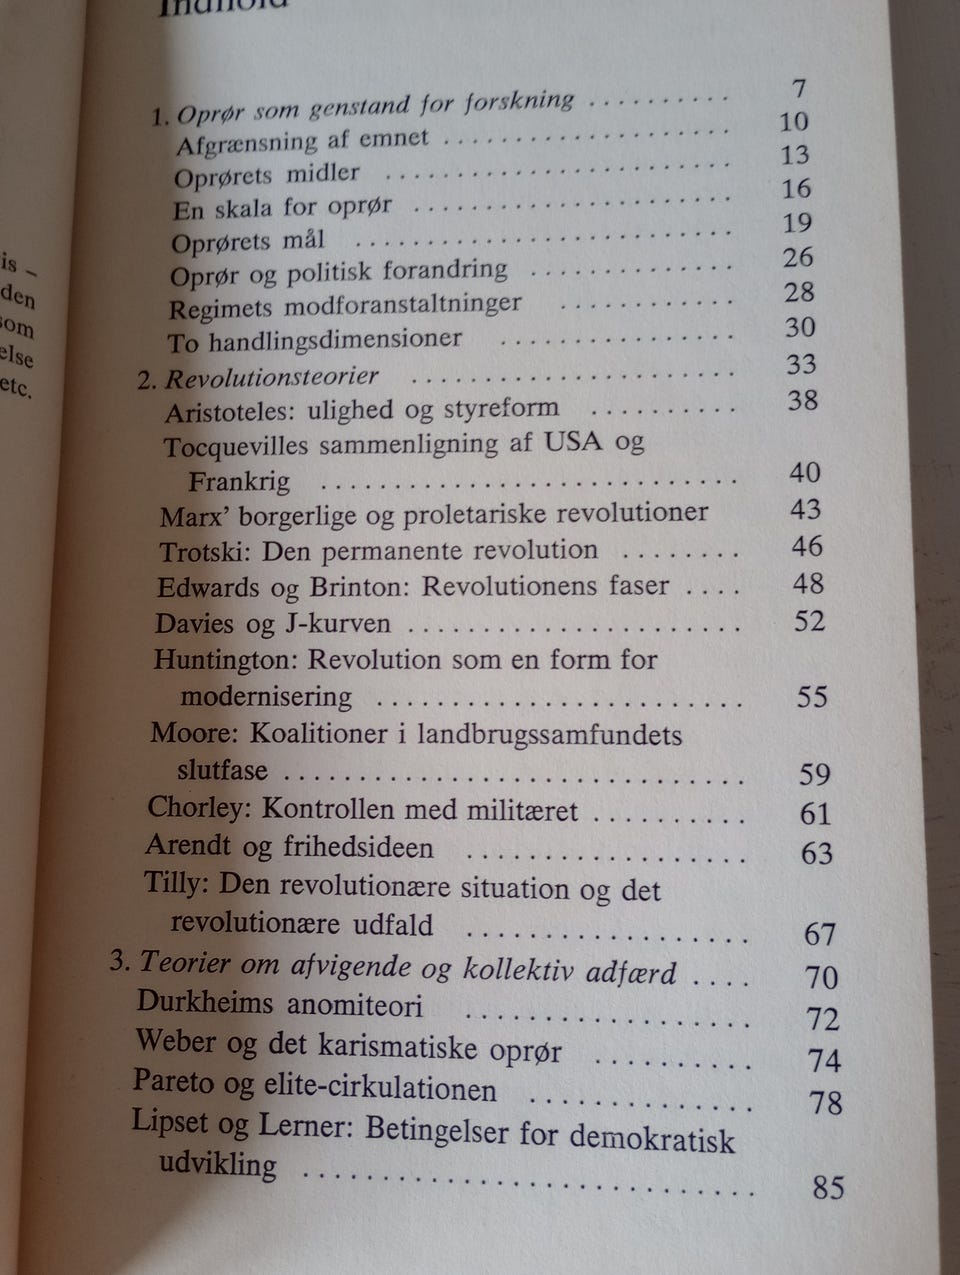 Indhold
1. Oprør som genstand for forskning .......... 7
Afgrænsning af emnet .................... 10
Oprørets midler ........................ 13
En skala for oprør ...................... 16
Oprørets mål .......................... 19
Oprør og politisk forandring ............. 26
Regimets modforanstaltninger ............ 28
To handlingsdimensioner ................ 30
2. Revolutionsteorier ...................... 33
Aristoteles: ulighed og styreform .......... 38
Tocquevilles sammenligning af USA og
Frankrig ............................. 40
Marx' borgerlige og proletariske revolutioner 43
Trotski: Den permanente revolution ........ 46
Edwards og Brinton: Revolutionens faser .... 48
Davies og J-kurven ....................... 52
Huntington: Revolution som en form for
modernisering ......................... 55
Moore: Koalitioner i landbrugssamfundets
slutfase ................................ 59
Chorley: Kontrollen med militæret .......... 61
Arendt og frihedsideen .................. 63
Tilly: Den revolutionære situation og det
revolutionære udfald .................. 67
3. Teorier om afvigende og kollektiv adfærd .... 70
Durkheims anomiteori .................... 72
Weber og det karismatiske oprør .......... 74
Pareto og elite-cirkulationen .............. 78
Lipset og Lerner: Betingelser for demokratisk
udvikling ............................. 85
is –
den
som
else
etc.